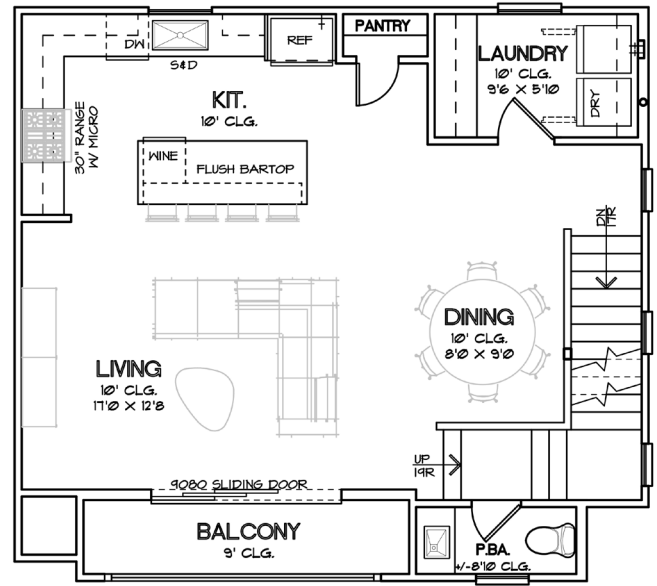 PANTRY
DW
REF
S&D
LAUNDRY
10' CLG.
9'6 X 5'10
DRY
KIT.
10' CLG.
30" RANGE
W/ MICRO
WINE
FLUSH BARTOP
DN
17R
DINING
10' CLG.
8'0 X 9'0
LIVING
10' CLG.
17'0 X 12'8
UP
19R
9080 SLIDING DOOR
BALCONY
9' CLG.
P.BA.
+/-8'10 CLG.